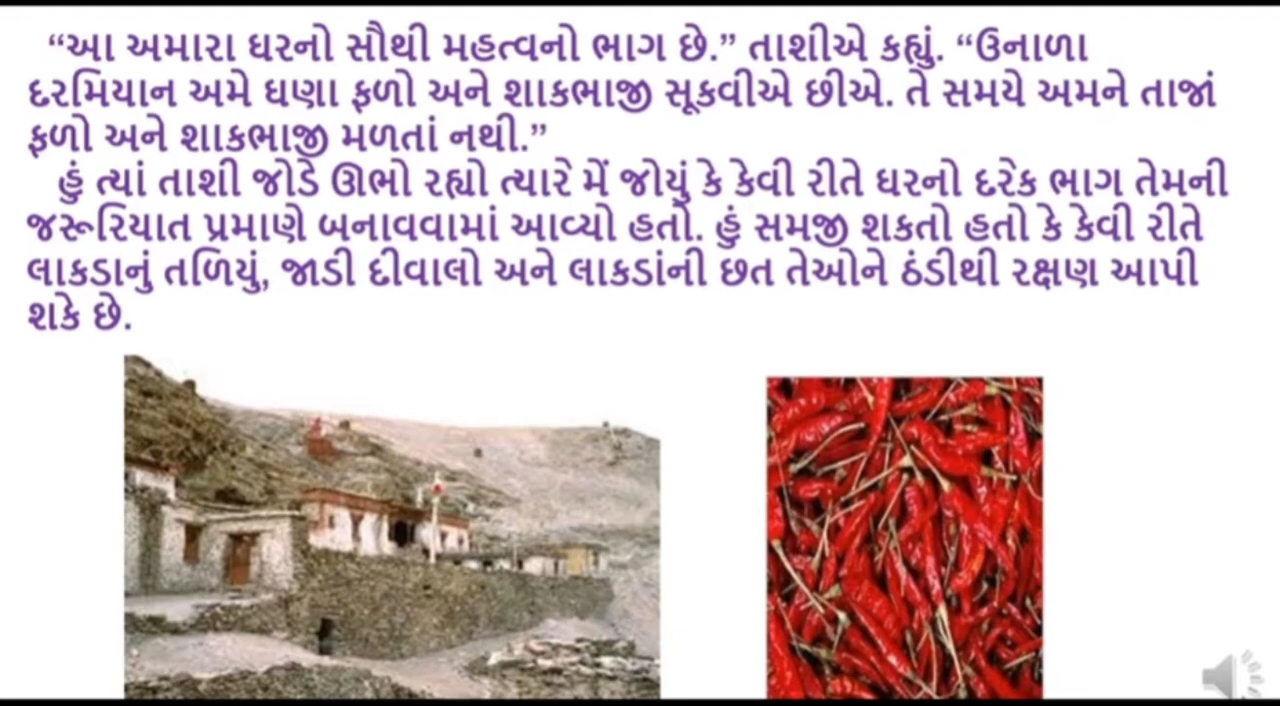 “આ અમારા ઘરનો સૌથી મહત્વનો ભાગ છે.” તાશીએ કહ્યું. “ઉનાળા
દરમિયાન અમે ઘણા ફળો અને શાકભાજી સૂકવીએ છીએ. તે સમયે અમને તાજાં
ફળો અને શાકભાજી મળતાં નથી.”
હું ત્યાં તાશી જોડે ઊભો રહ્યો ત્યારે મેં જોયું કે કેવી રીતે ઘરનો દરેક ભાગ તેમની
જરૂરિયાત પ્રમાણે બનાવવામાં આવ્યો હતો. હું સમજી શકતો હતો કે કેવી રીતે
લાકડાનું તળિયું, જાડી દીવાલો અને લાકડાંની છત તેઓને ઠંડીથી રક્ષણ આપી
શકે છે.